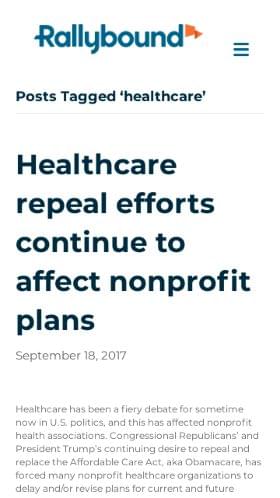 Rallybound
Posts Tagged ‘healthcare’
Healthcare
repeal efforts
continue to
affect nonprofit
plans
September 18, 2017
Healthcare has been a fiery debate for sometime
now in U.S. politics, and this has affected nonprofit
health associations. Congressional Republicans’ and
President Trump’s continuing desire to repeal and
replace the Affordable Care Act, aka Obamacare, has
forced many nonprofit healthcare organizations to
delay and/or revise plans for current and future